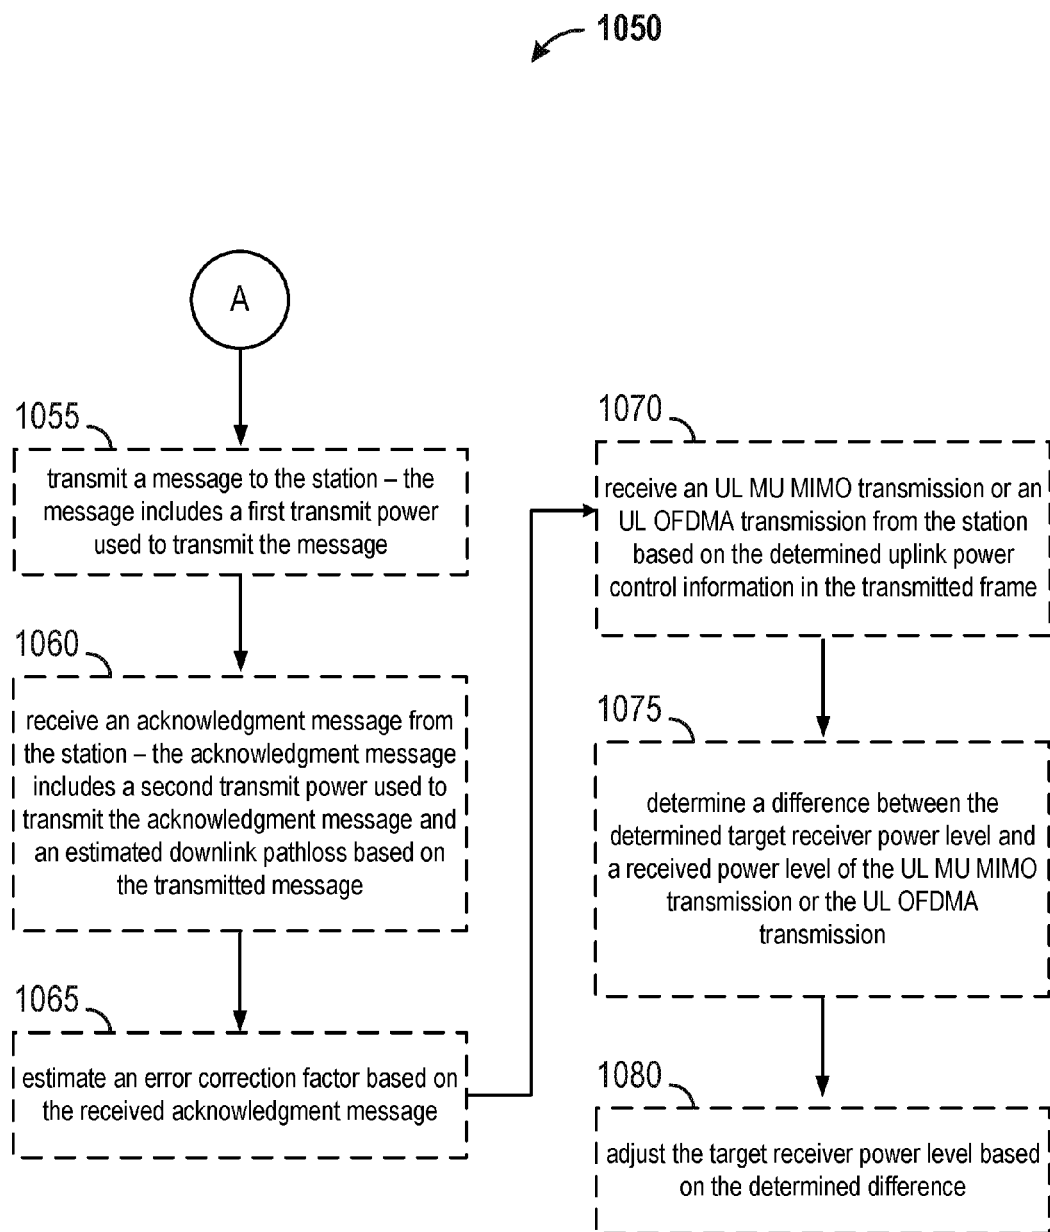 1050
A
1055
transmit a message to the station – the
message includes a first transmit power
used to transmit the message
1060
receive an acknowledgment message from
the station – the acknowledgment message
includes a second transmit power used to
transmit the acknowledgment message and
an estimated downlink pathloss based on
the transmitted message
1065
estimate an error correction factor based on
the received acknowledgment message
1070
receive an UL MU MIMO transmission or an
UL OFDMA transmission from the station
based on the determined uplink power
control information in the transmitted frame
1075
determine a difference between the
determined target receiver power level and
a received power level of the UL MU MIMO
transmission or the UL OFDMA
transmission
1080
adjust the target receiver power level based
on the determined difference